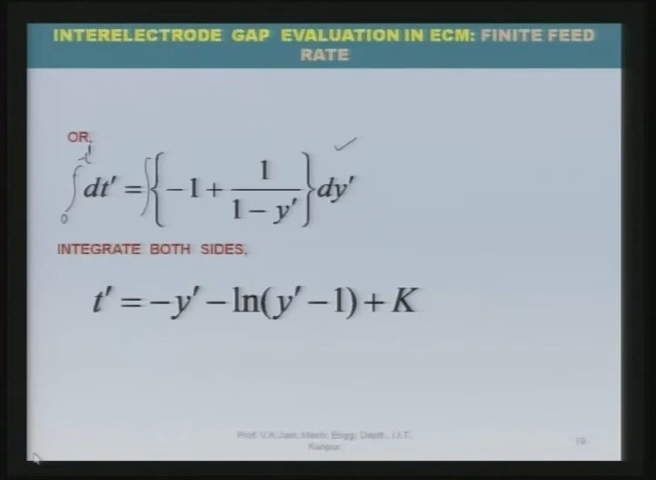 INTERELECTRODE GAP EVALUATION IN ECM: FINITE FEED
RATE
OR,
∫₀^t' dt' = ∫{−1 + 1/(1 − y')}dy'
INTEGRATE BOTH SIDES,
t' = −y' − ln(y' − 1) + K
Prof. V.K.Jain, Mech. Engg. Deptt., I.I.T.
Kanpur
19